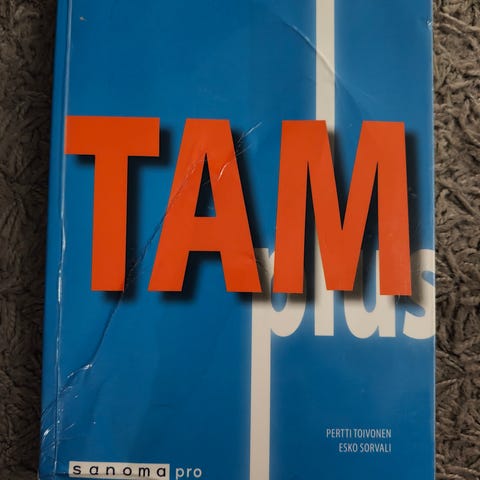 TAM
plus
PERTTI TOIVONEN
ESKO SORVALI
sanoma pro